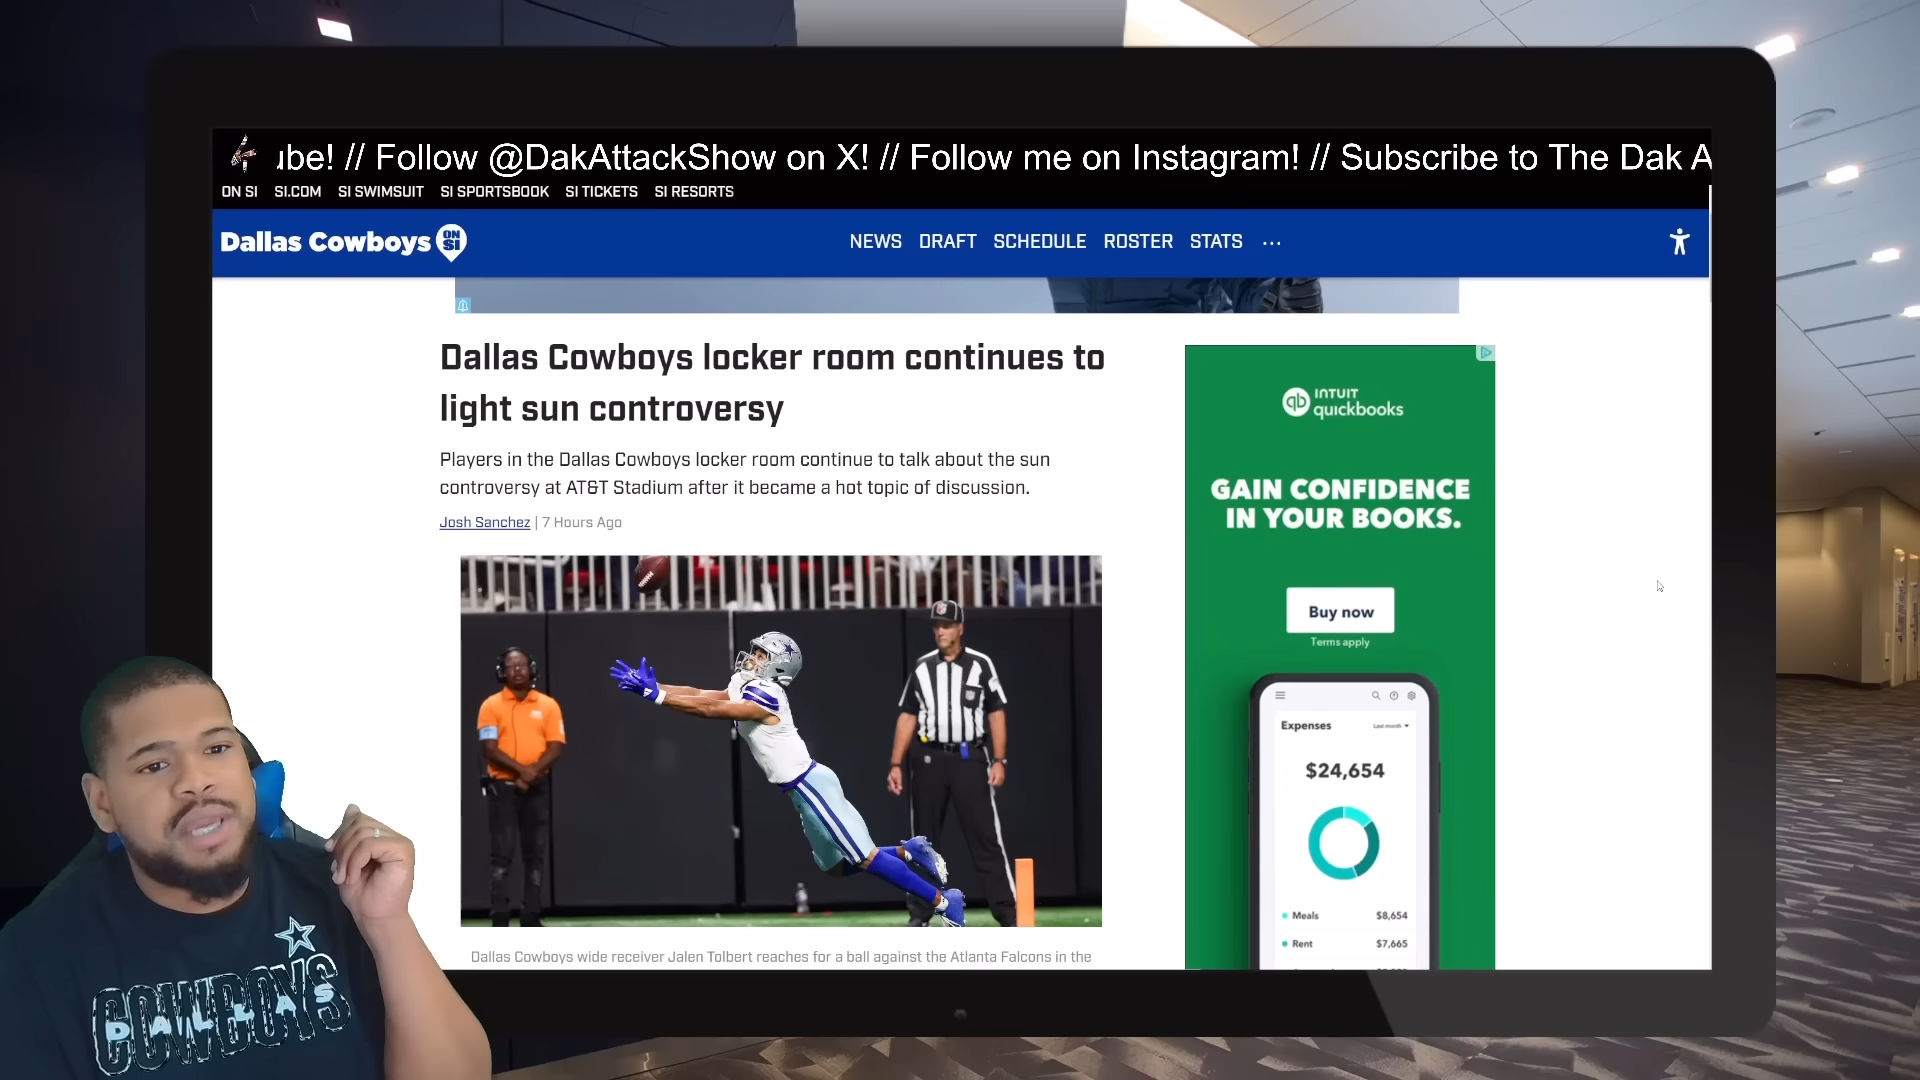 ube! // Follow @DakAttackShow on X! // Follow me on Instagram! // Subscribe to The Dak A
ON SI SI.COM SI SWIMSUIT SI SPORTSBOOK SI TICKETS SI RESORTS
Dallas Cowboys ON SI
NEWS DRAFT SCHEDULE ROSTER STATS ...
Dallas Cowboys locker room continues to
light sun controversy
Players in the Dallas Cowboys locker room continue to talk about the sun
controversy at AT&T Stadium after it became a hot topic of discussion.
Josh Sanchez | 7 Hours Ago
Dallas Cowboys wide receiver Jalen Tolbert reaches for a ball against the Atlanta Falcons in the
qb INTUIT
quickbooks
GAIN CONFIDENCE
IN YOUR BOOKS.
Buy now
Terms apply
Expenses Last month
$24,654
Meals $8,654
Rent $7,665
COWBOYS
DALLAS